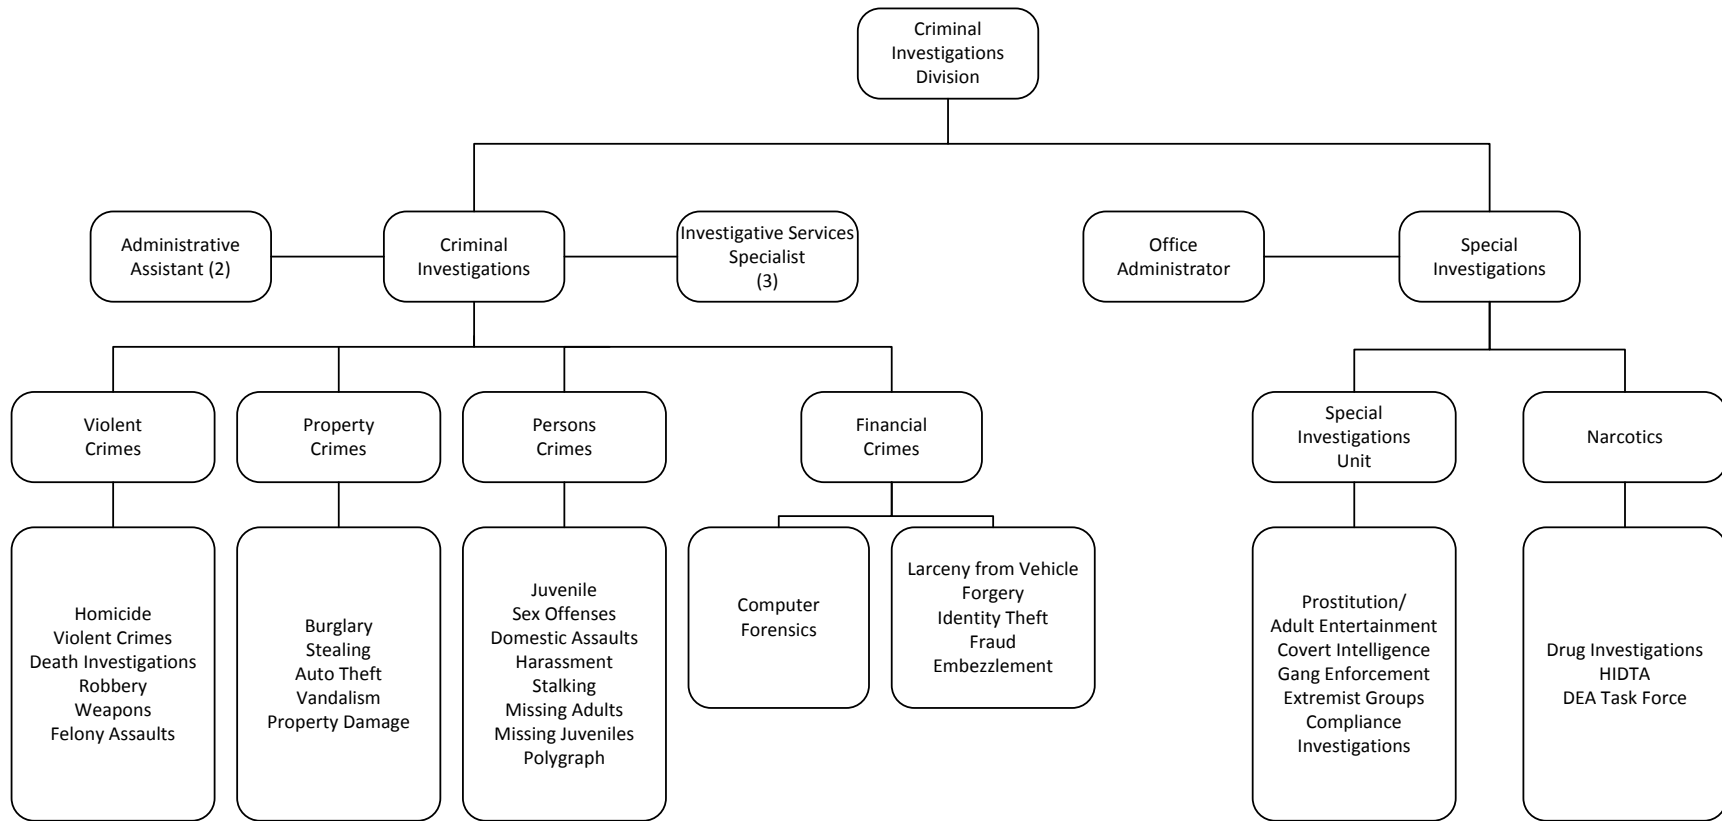 Criminal
Investigations
Division
Administrative
Assistant (2)
Criminal
Investigations
Investigative Services
Specialist
(3)
Office
Administrator
Special
Investigations
Violent
Crimes
Property
Crimes
Persons
Crimes
Financial
Crimes
Special
Investigations
Unit
Narcotics
Homicide
Violent Crimes
Death Investigations
Robbery
Weapons
Felony Assaults
Burglary
Stealing
Auto Theft
Vandalism
Property Damage
Juvenile
Sex Offenses
Domestic Assaults
Harassment
Stalking
Missing Adults
Missing Juveniles
Polygraph
Computer
Forensics
Larceny from Vehicle
Forgery
Identity Theft
Fraud
Embezzlement
Prostitution/
Adult Entertainment
Covert Intelligence
Gang Enforcement
Extremist Groups
Compliance
Investigations
Drug Investigations
HIDTA
DEA Task Force